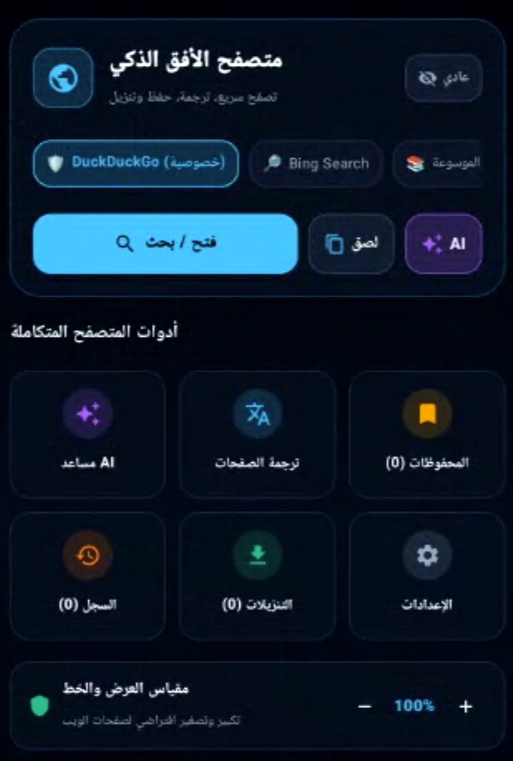 متصفح الأفق الذكي
تصفح سريع، ترجمة، حفظ وتنزيل
عادي
DuckDuckGo (خصوصية)
Bing Search
الموسوعة
فتح / بحث
لصق
AI
أدوات المتصفح المتكاملة
مساعد AI
ترجمة الصفحات
المحفوظات (0)
السجل (0)
التنزيلات (0)
الإعدادات
مقياس العرض والخط
تكبير وتصغير افتراضي لصفحات الويب
− 100% +